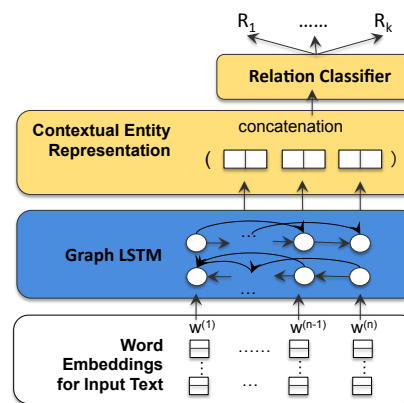 R1 ...... Rk
Relation Classifier
Contextual Entity
Representation
concatenation
( )
Graph LSTM
...
...
w(1) w(n-1) w(n)
Word
Embeddings
for Input Text
......
...